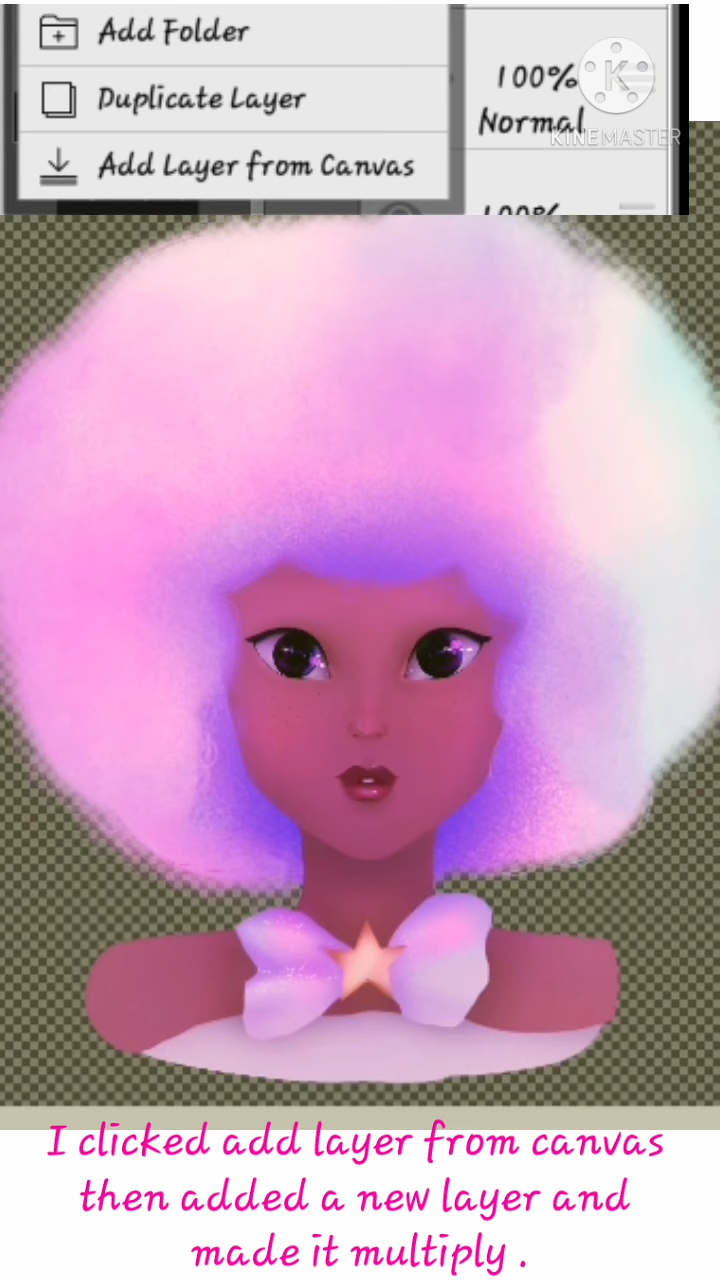 Add Folder
Duplicate Layer
Add Layer from Canvas
100%
Normal
K
KINEMASTER
100%
I clicked add layer from canvas
then added a new layer and
made it multiply .